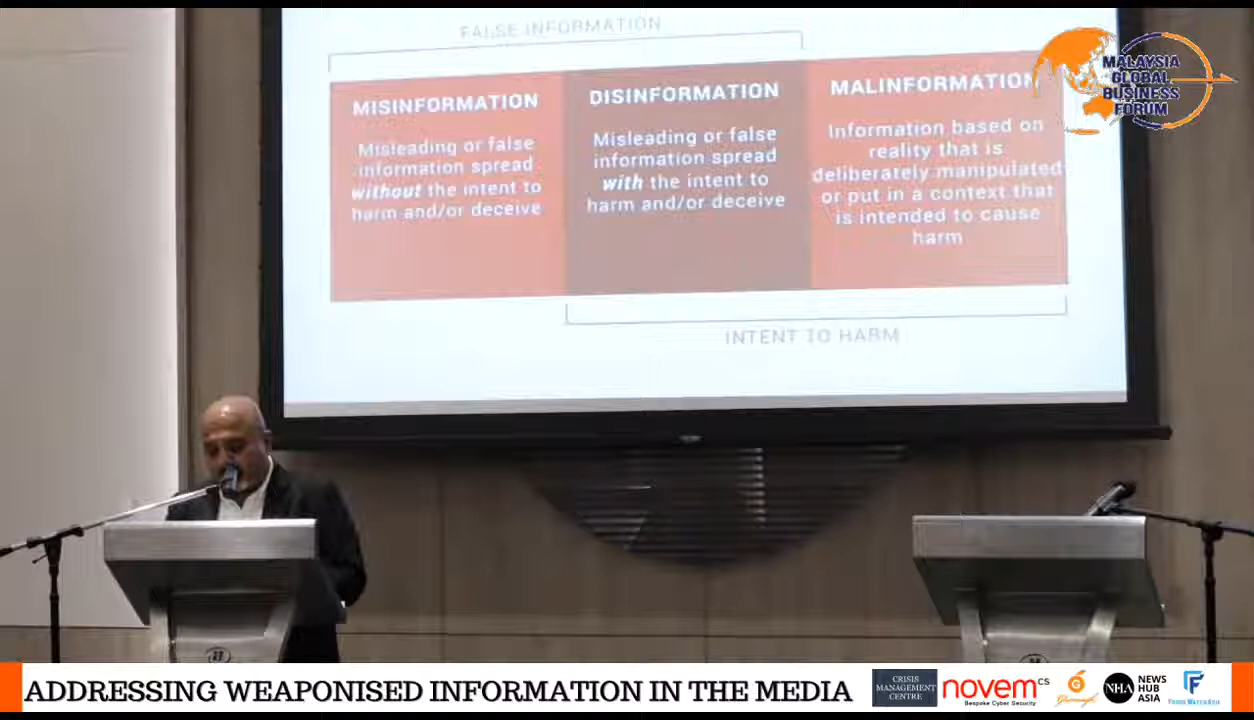 FALSE INFORMATION
MISINFORMATION
Misleading or false
information spread
without the intent to
harm and/or deceive
DISINFORMATION
Misleading or false
information spread
with the intent to
harm and/or deceive
MALINFORMATION
Information based on
reality that is
deliberately manipulated
or put in a context that
is intended to cause
harm
INTENT TO HARM
MALAYSIA
GLOBAL
BUSINESS
FORUM
ADDRESSING WEAPONISED INFORMATION IN THE MEDIA
CRISIS
MANAGEMENT
CENTRE
novem CS
Bespoke Cyber Security
NHA
NEWS
HUB
ASIA